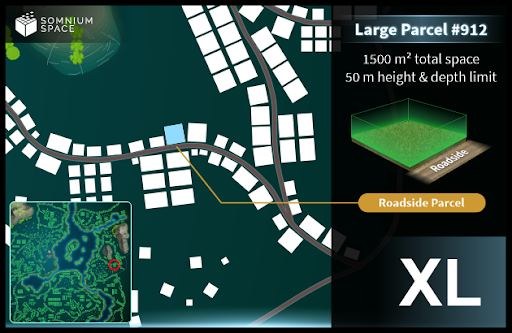 SOMNIUM
SPACE
Large Parcel #912
1500 m² total space
50 m height & depth limit
Roadside
Roadside Parcel
XL